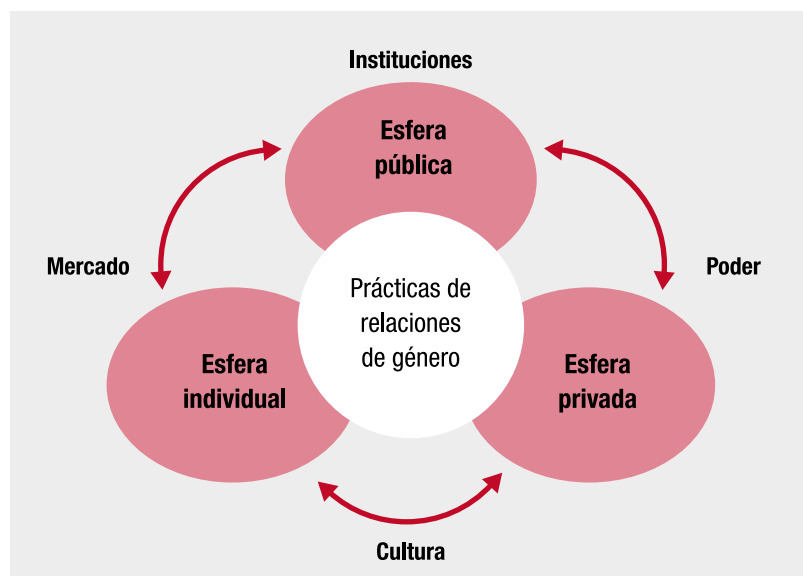 Instituciones
Esfera
pública
Mercado
Poder
Prácticas de
relaciones
de género
Esfera
individual
Esfera
privada
Cultura